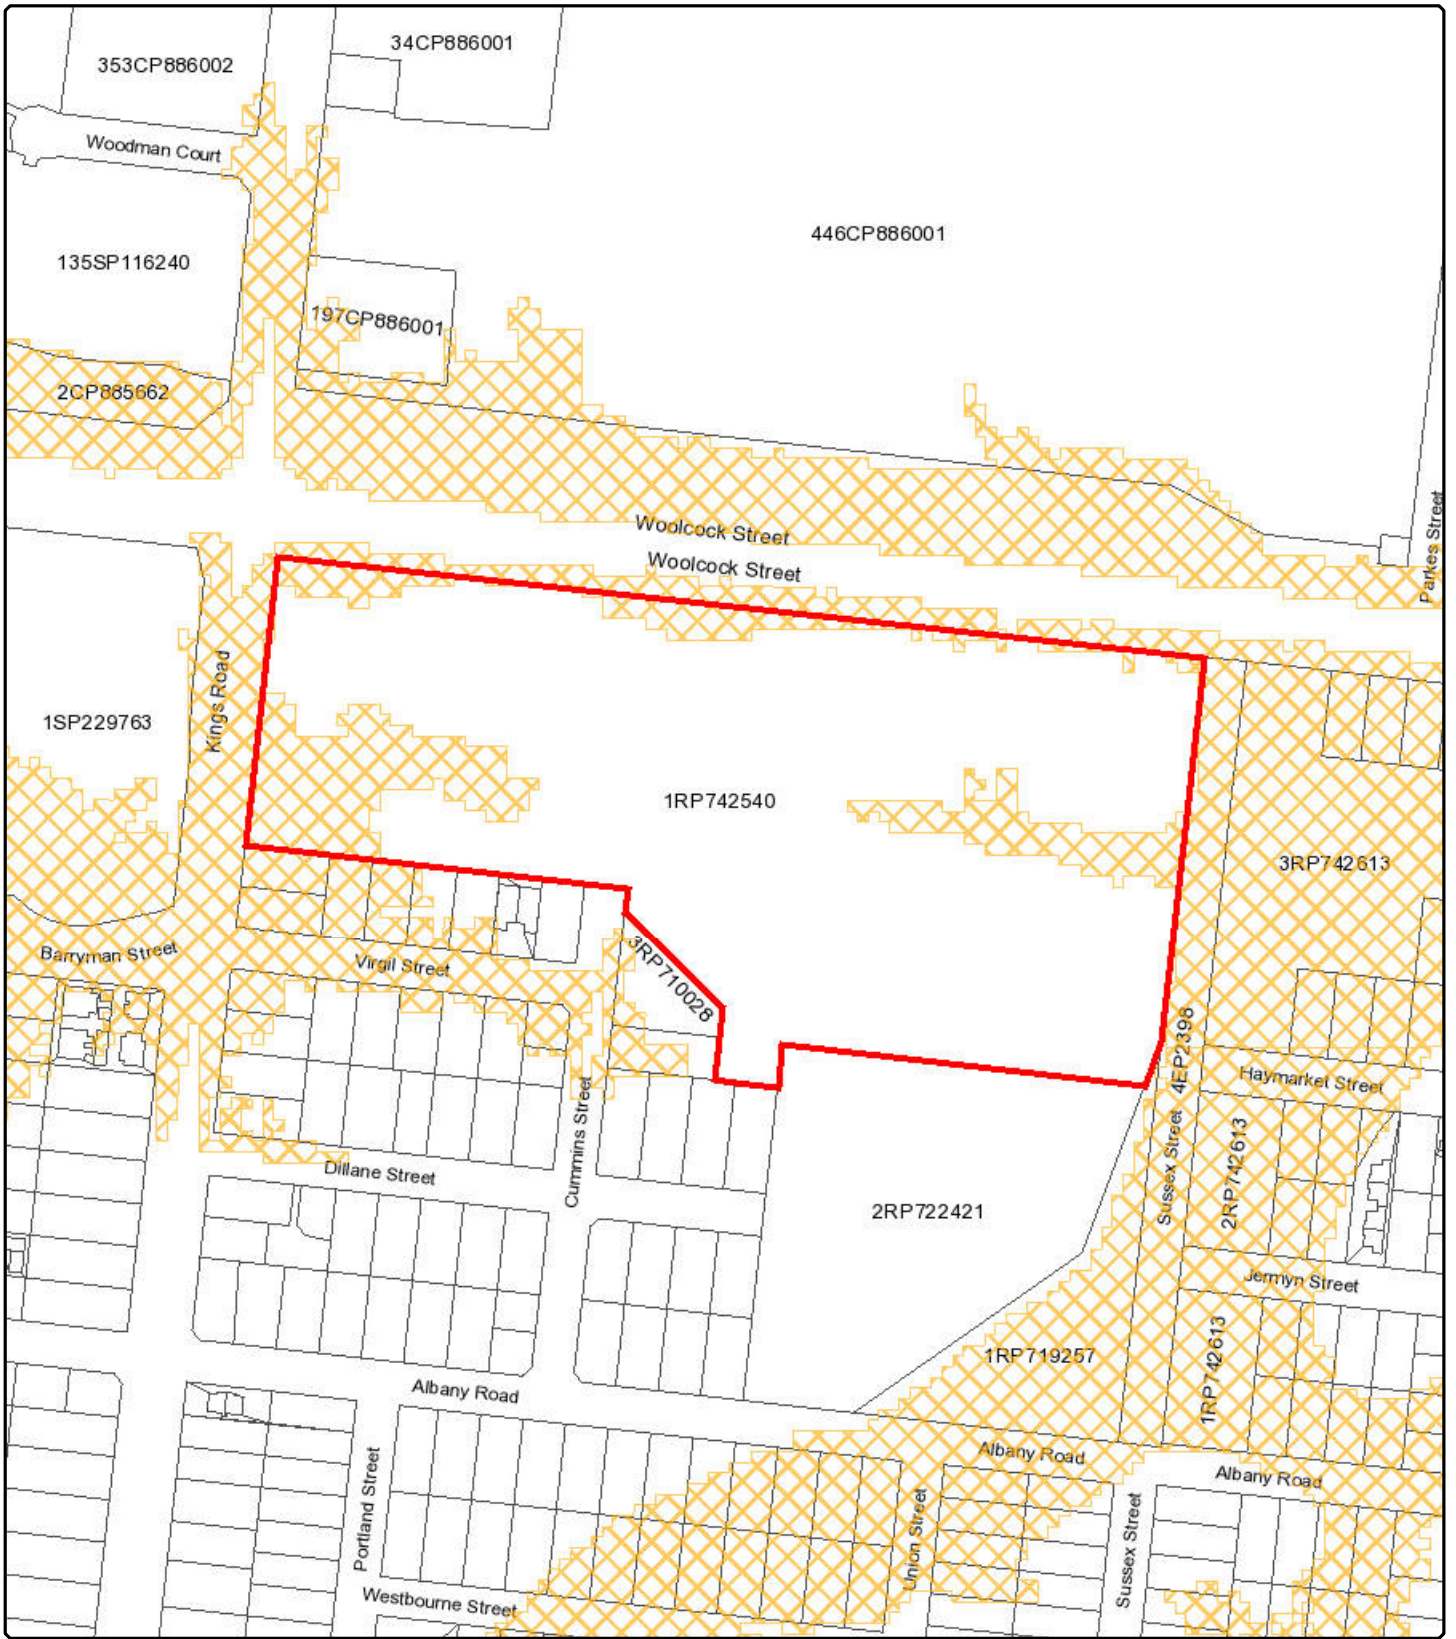 34CP886001
353CP886002
Woodman Court
446CP886001
135SP116240
197CP886001
2CP885662
Woolcock Street
Parkes Street
Woolcock Street
Kings Road
1SP229763
1RP742540
3RP742613
Barryman Street
Virgil Street
3RP710028
4EP2398
Haymarket Street
Cummins Street
Sussex Street
2RP742613
Dillane Street
2RP722421
Jermyn Street
1RP719257
1RP742613
Albany Road
Albany Road
Albany Road
Portland Street
Union Street
Sussex Street
Westbourne Street